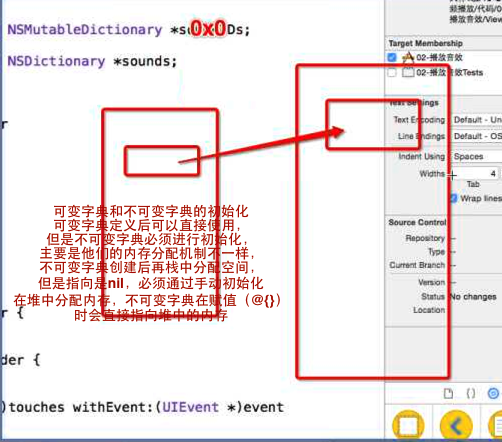 NSMutableDictionary *s
0x0
Ds;
NSDictionary *sounds;
r
可变字典和不可变字典的初始化
可变字典定义后可以直接使用，
但是不可变字典必须进行初始化，
主要是他们的内存分配机制不一样，
不可变字典创建后再栈中分配空间，
但是指向是nil，必须通过手动初始化
在堆中分配内存，不可变字典在赋值（@{}）
时会直接指向堆中的内存
r {
der {
)touches withEvent:(UIEvent *)event
频播放/代码/0
播放音效/View
Target Membership
02-播放音效
02-播放音效Tests
Text Settings
Text Encoding Default - Un
Line Endings Default - OS
Indent Using Spaces
Widths 4
Tab
Wrap lines
Source Control
Repository --
Type --
Current Branch --
Version --
Status No changes
Location